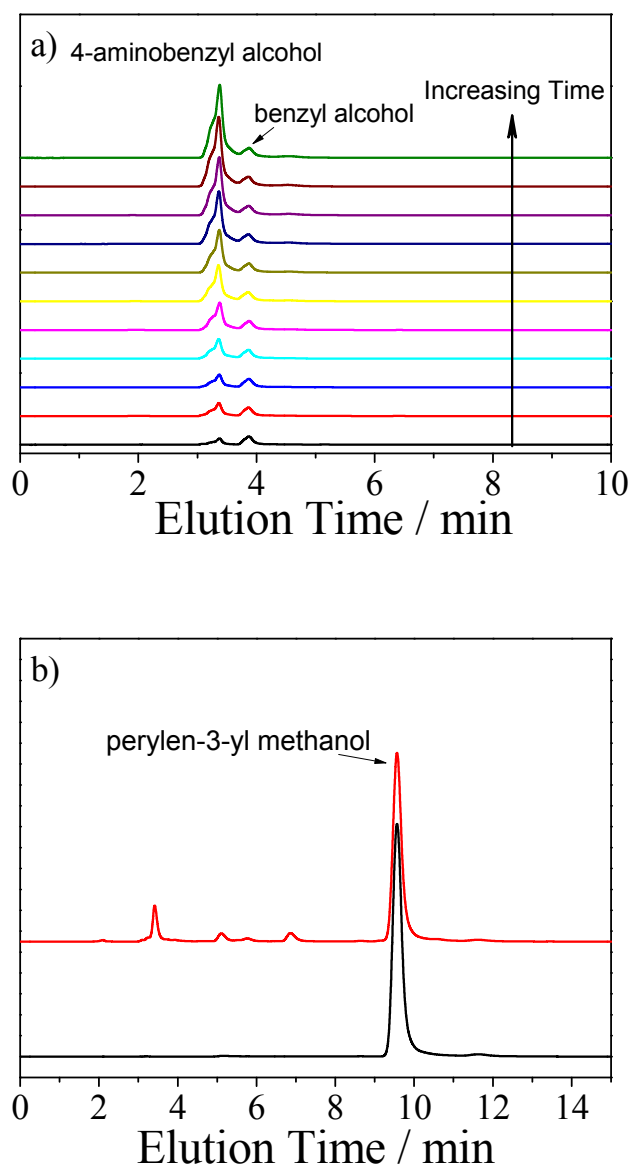 a) 4-aminobenzyl alcohol
Increasing Time
benzyl alcohol
0 2 4 6 8 10
Elution Time / min
b)
perylen-3-yl methanol
0 2 4 6 8 10 12 14
Elution Time / min